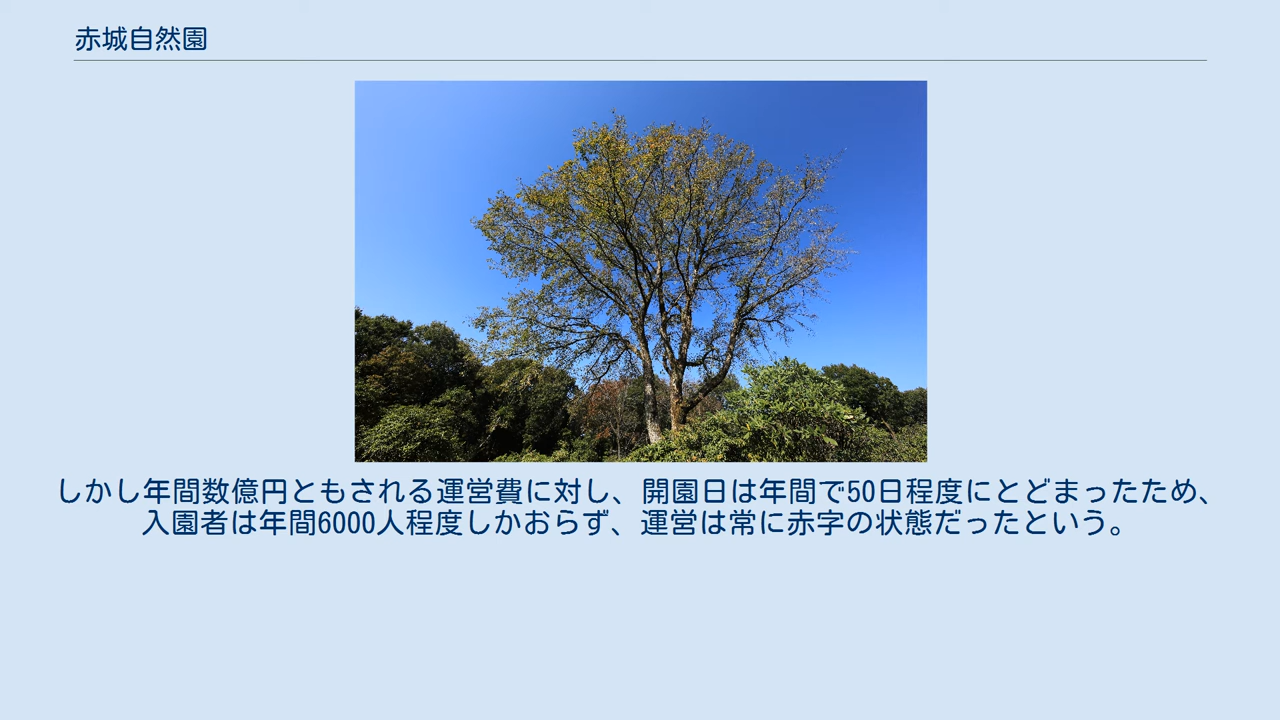 赤城自然園
しかし年間数億円ともされる運営費に対し、開園日は年間で50日程度にとどまったため、
入園者は年間6000人程度しかおらず、運営は常に赤字の状態だったという。